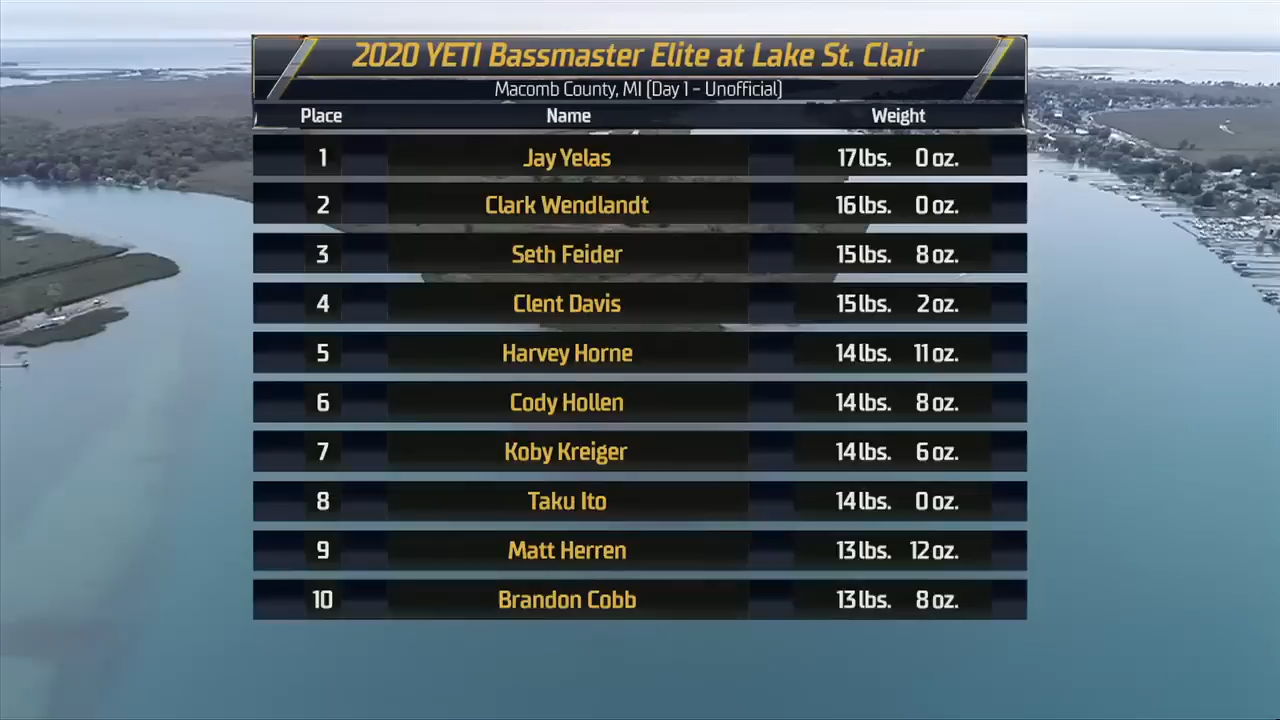 2020 YETI Bassmaster Elite at Lake St. Clair
Macomb County, MI (Day 1 - Unofficial)
Place Name Weight
1 Jay Yelas 17 lbs. 0 oz.
2 Clark Wendlandt 16 lbs. 0 oz.
3 Seth Feider 15 lbs. 8 oz.
4 Clent Davis 15 lbs. 2 oz.
5 Harvey Horne 14 lbs. 11 oz.
6 Cody Hollen 14 lbs. 8 oz.
7 Koby Kreiger 14 lbs. 6 oz.
8 Taku Ito 14 lbs. 0 oz.
9 Matt Herren 13 lbs. 12 oz.
10 Brandon Cobb 13 lbs. 8 oz.